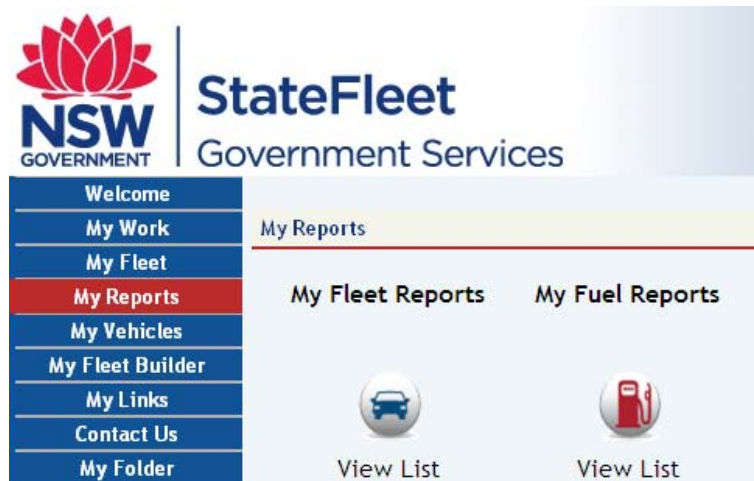 NSW
GOVERNMENT
StateFleet
Government Services
Welcome
My Work
My Fleet
My Reports
My Vehicles
My Fleet Builder
My Links
Contact Us
My Folder
My Reports
My Fleet Reports
My Fuel Reports
View List
View List